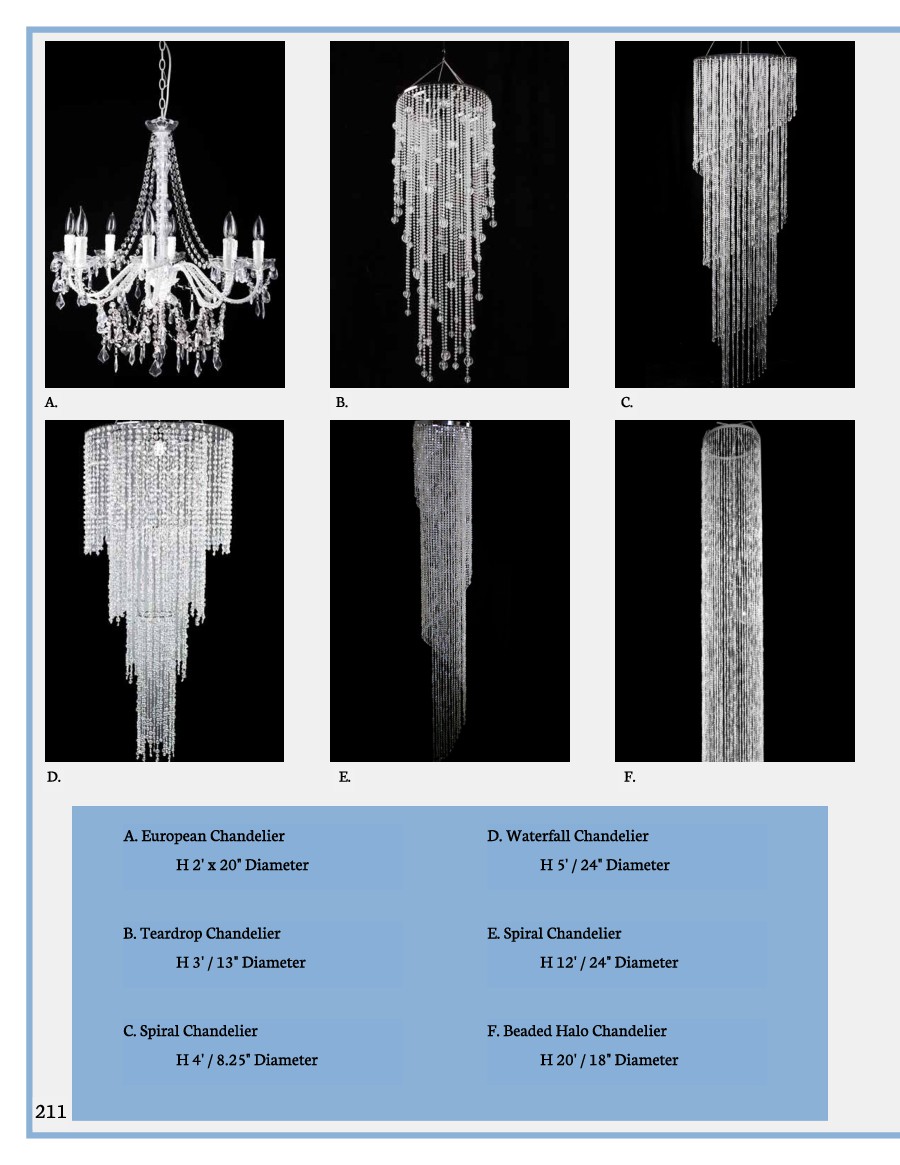 A.
B.
C.
D.
E.
F.
A. European Chandelier
H 2' x 20" Diameter
B. Teardrop Chandelier
H 3' / 13" Diameter
C. Spiral Chandelier
H 4' / 8.25" Diameter
D. Waterfall Chandelier
H 5' / 24" Diameter
E. Spiral Chandelier
H 12' / 24" Diameter
F. Beaded Halo Chandelier
H 20' / 18" Diameter
211